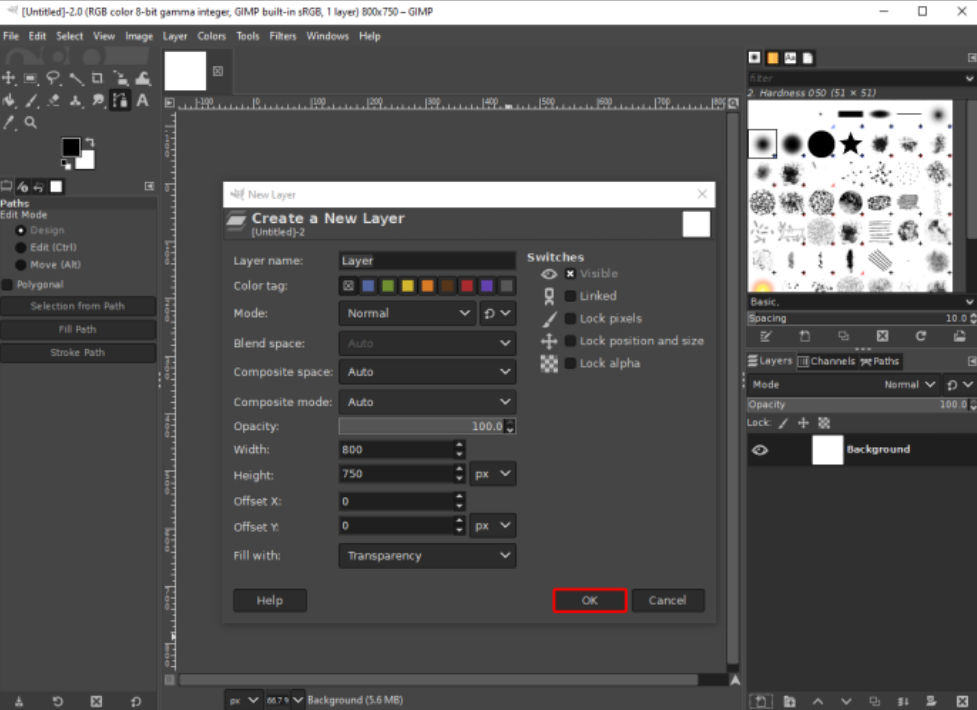 [Untitled]-2.0 (RGB color 8-bit gamma integer, GIMP built-in sRGB, 1 layer) 800x750 – GIMP
File Edit Select View Image Layer Colors Tools Filters Windows Help
filter
2. Hardness 050 (51 × 51)
-100 0 100 200 300 400 500 600 700 800
Paths
Edit Mode
Design
Edit (Ctrl)
Move (Alt)
Polygonal
Selection from Path
Fill Path
Stroke Path
New Layer
Create a New Layer
[Untitled]-2
Layer name: Layer
Color tag:
Mode: Normal
Blend space: Auto
Composite space: Auto
Composite mode: Auto
Opacity: 100.0
Width: 800
Height: 750 px
Offset X: 0
Offset Y: 0 px
Fill with: Transparency
Switches
Visible
Linked
Lock pixels
Lock position and size
Lock alpha
Help OK Cancel
Basic,
Spacing 10.0
Layers Channels Paths
Mode Normal
Opacity 100.0
Lock:
Background
px 66.7 % Background (5.6 MB)